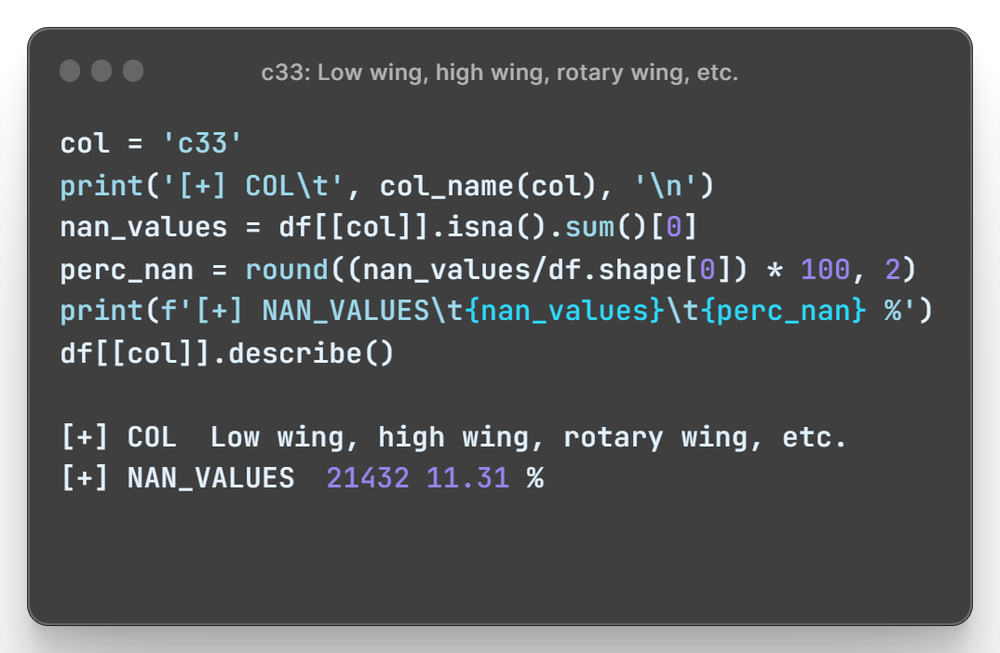 c33: Low wing, high wing, rotary wing, etc.
col = 'c33'
print('[+] COL\t', col_name(col), '\n')
nan_values = df[[col]].isna().sum()[0]
perc_nan = round((nan_values/df.shape[0]) * 100, 2)
print(f'[+] NAN_VALUES\t{nan_values}\t{perc_nan} %')
df[[col]].describe()
[+] COL  Low wing, high wing, rotary wing, etc.
[+] NAN_VALUES  21432 11.31 %